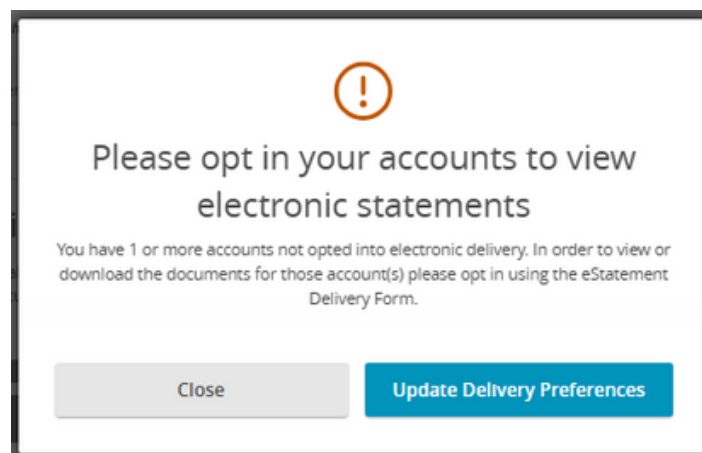 Please opt in your accounts to view
electronic statements
You have 1 or more accounts not opted into electronic delivery. In order to view or
download the documents for those account(s) please opt in using the eStatement
Delivery Form.
Close
Update Delivery Preferences